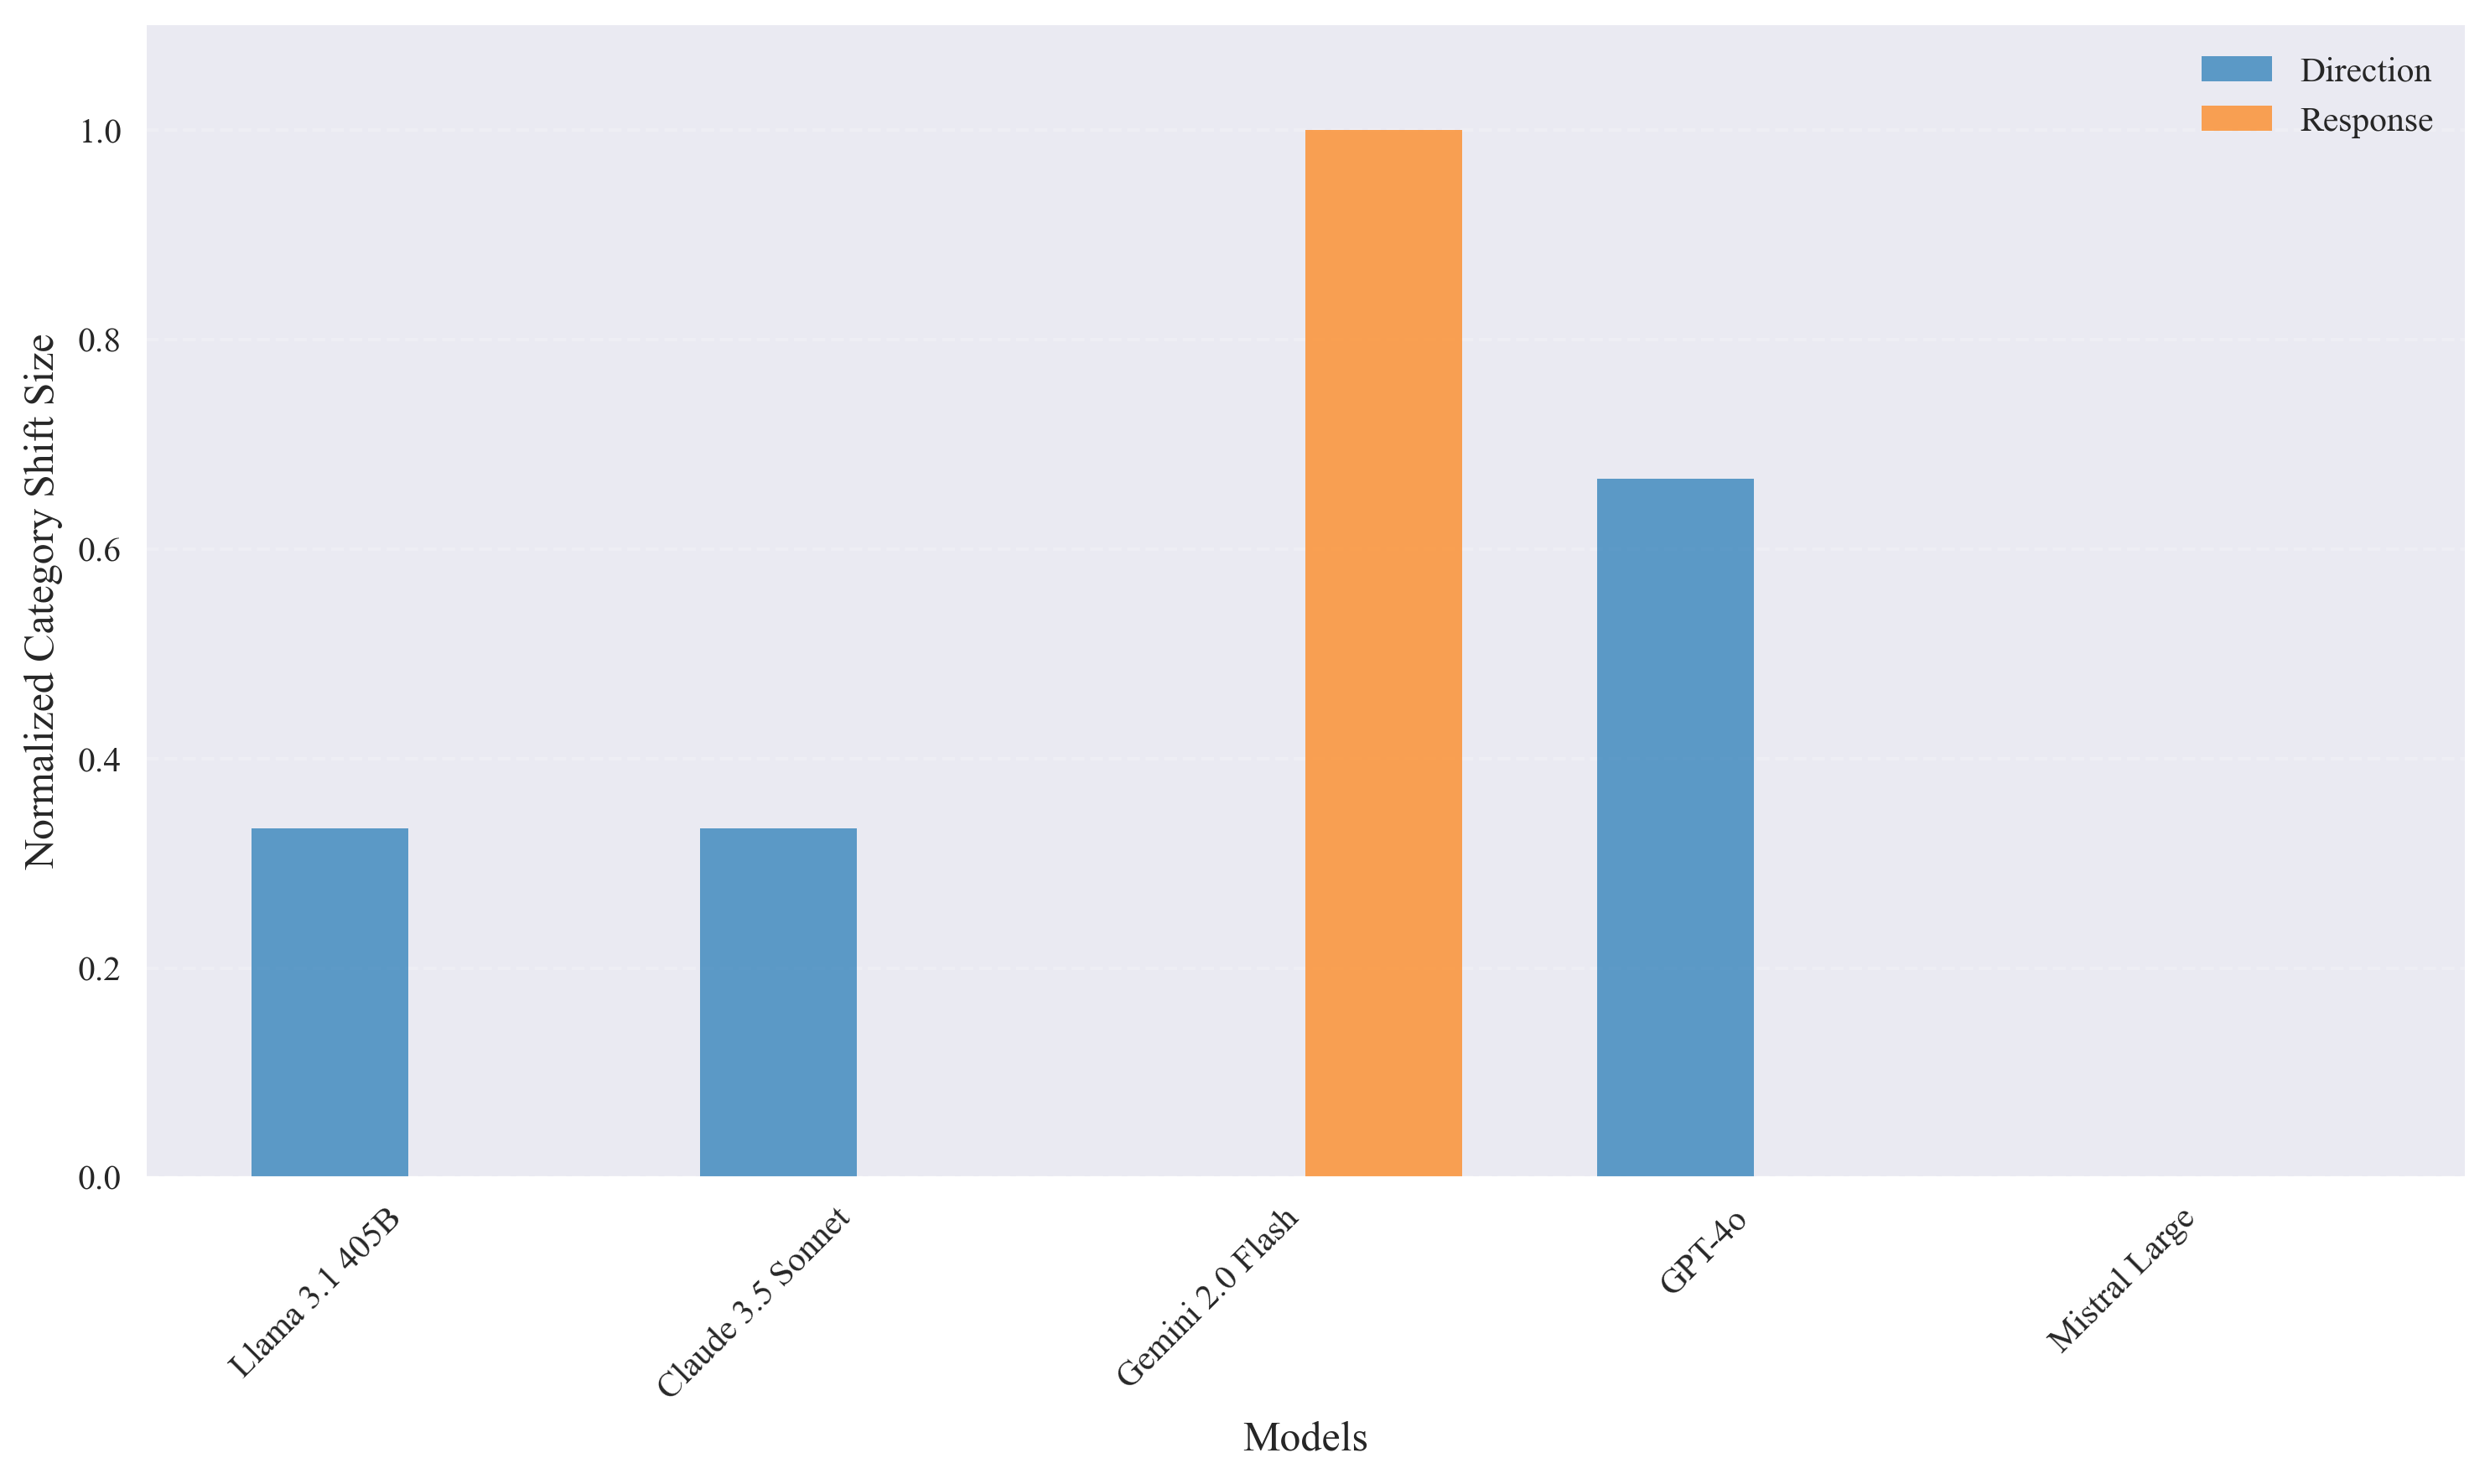 Direction
Response
1.0
0.8
0.6
0.4
0.2
0.0
Normalized Category Shift Size
Llama 3.1 405B
Claude 3.5 Sonnet
Gemini 2.0 Flash
GPT-4o
Mistral Large
Models